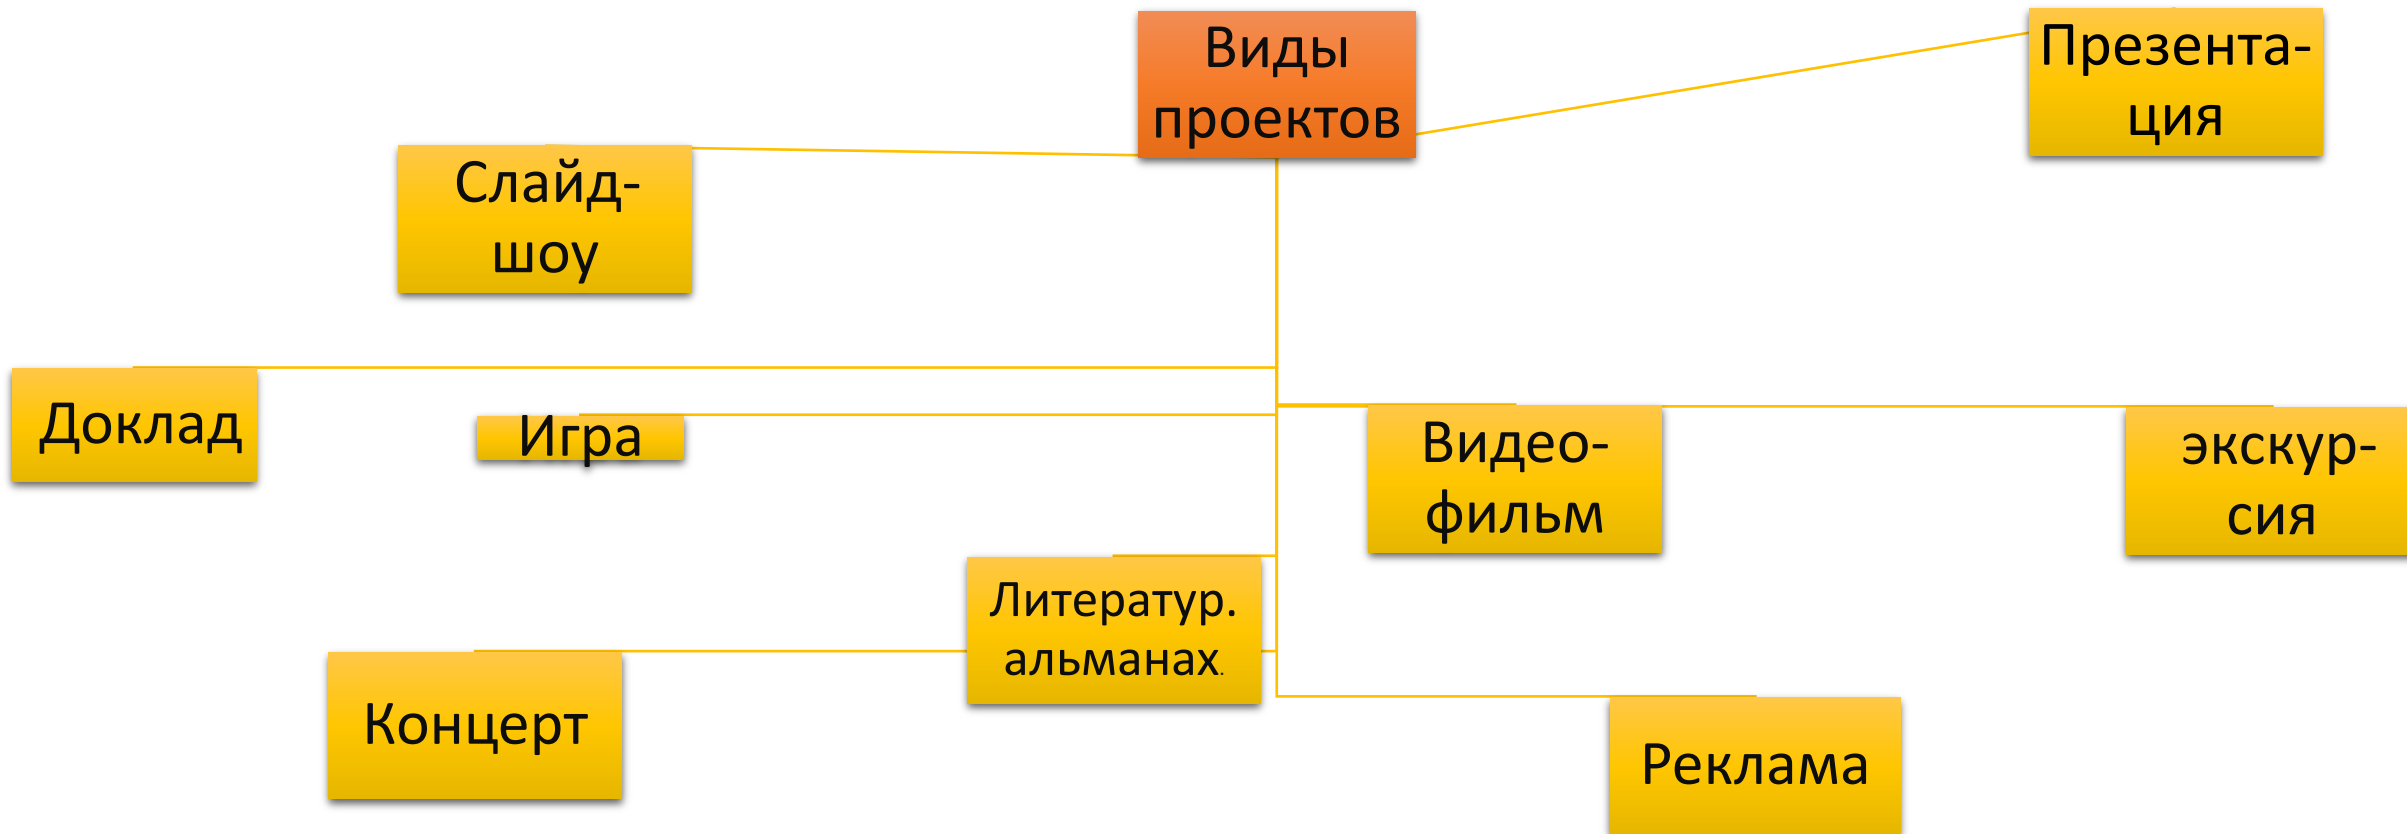 Виды
проектов
Презента-
ция
Слайд-
шоу
Доклад
Игра
Видео-
фильм
экскур-
сия
Литератур.
альманах.
Концерт
Реклама